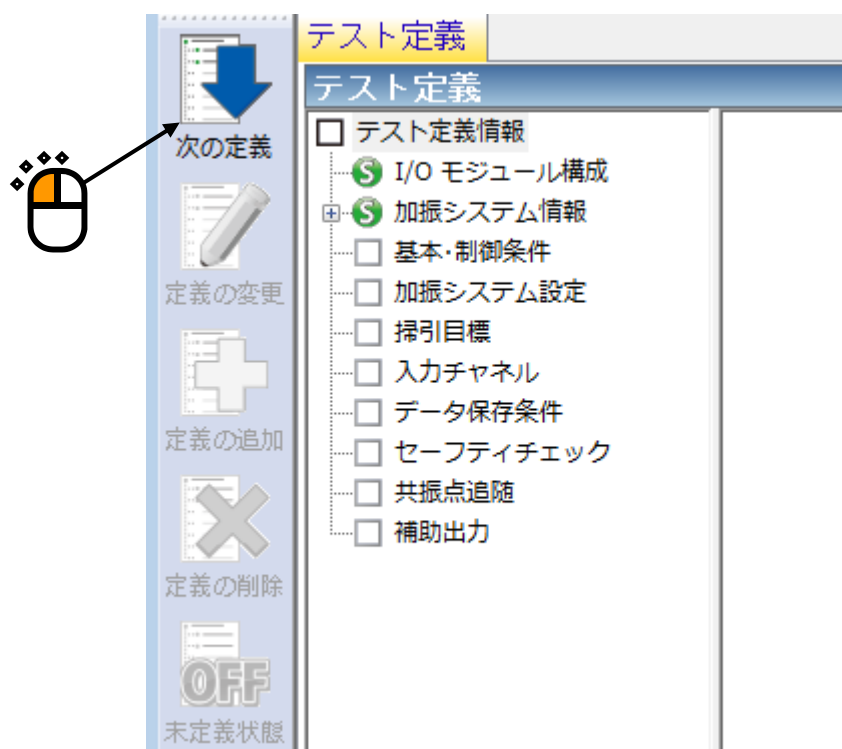 テスト定義
テスト定義
次の定義
定義の変更
定義の追加
定義の削除
OFF
未定義状態
テスト定義情報
S I/O モジュール構成
S 加振システム情報
基本・制御条件
加振システム設定
掃引目標
入力チャネル
データ保存条件
セーフティチェック
共振点追随
補助出力